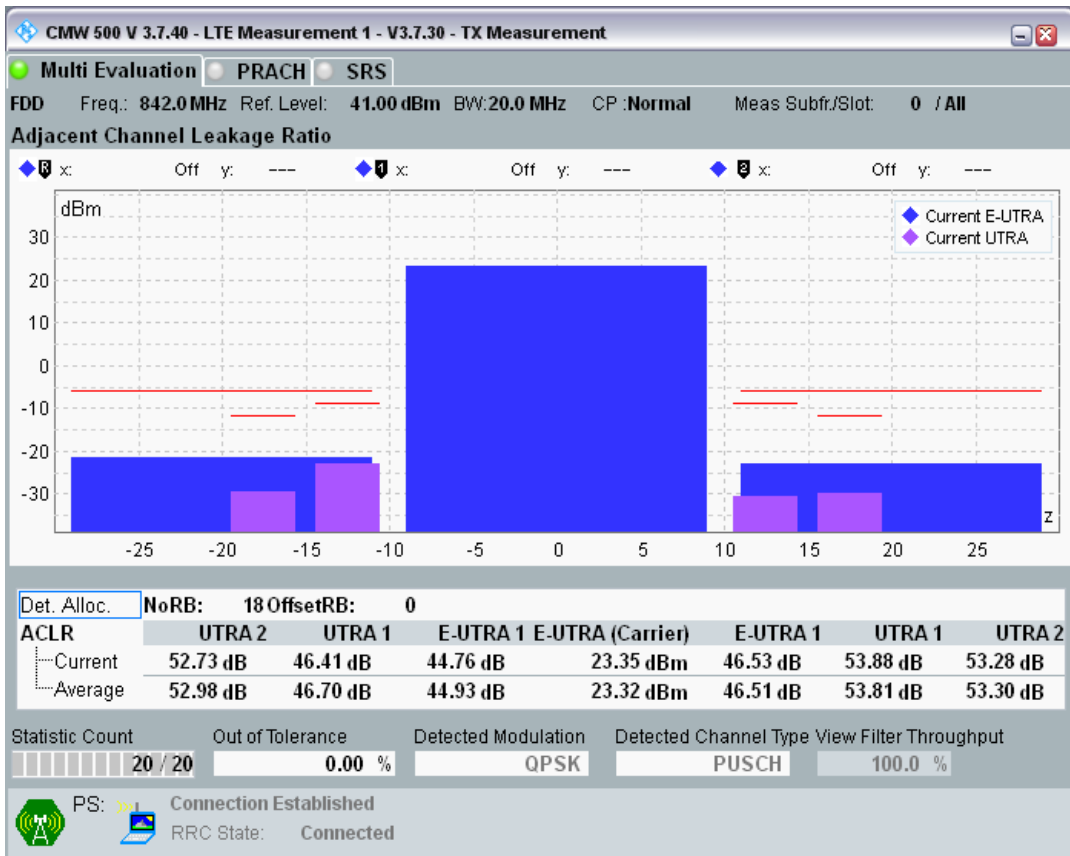 CMW 500 V 3.7.40 - LTE Measurement 1 - V3.7.30 - TX Measurement
Multi Evaluation PRACH SRS
FDD Freq.: 842.0 MHz Ref. Level: 41.00 dBm BW:20.0 MHz CP :Normal Meas Subfr./Slot: 0 / All
Adjacent Channel Leakage Ratio
R x: Off y: --- 1 x: Off y: --- 2 x: Off y: ---
dBm
Current E-UTRA
Current UTRA
30
20
10
0
-10
-20
-30
z
-25 -20 -15 -10 -5 0 5 10 15 20 25
Det. Alloc. NoRB: 18 OffsetRB: 0
ACLR UTRA 2 UTRA 1 E-UTRA 1 E-UTRA (Carrier) E-UTRA 1 UTRA 1 UTRA 2
Current 52.73 dB 46.41 dB 44.76 dB 23.35 dBm 46.53 dB 53.88 dB 53.28 dB
Average 52.98 dB 46.70 dB 44.93 dB 23.32 dBm 46.51 dB 53.81 dB 53.30 dB
Statistic Count Out of Tolerance Detected Modulation Detected Channel Type View Filter Throughput
20 / 20 0.00 % QPSK PUSCH 100.0 %
PS: Connection Established
RRC State: Connected